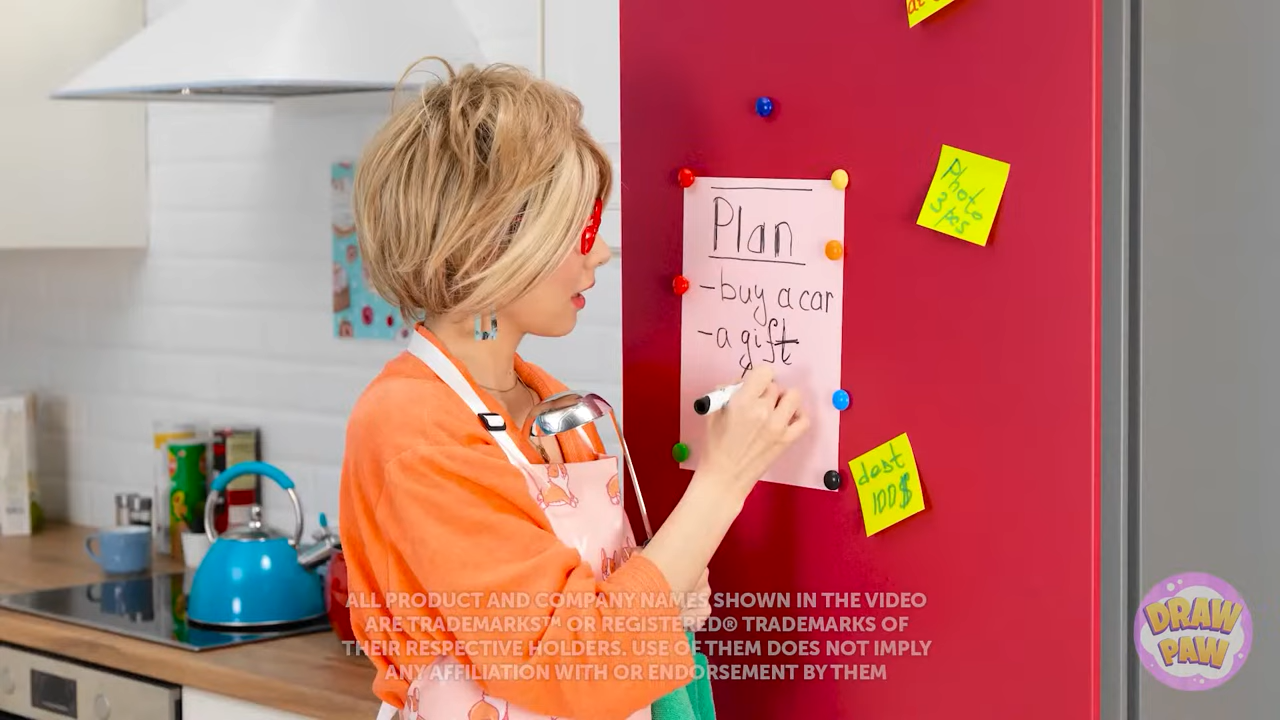 Plan
-buy a car
-a gift
Photo
3 pcs
100$
ALL PRODUCT AND COMPANY NAMES SHOWN IN THE VIDEO
ARE TRADEMARKS™ OR REGISTERED® TRADEMARKS OF
THEIR RESPECTIVE HOLDERS. USE OF THEM DOES NOT IMPLY
ANY AFFILIATION WITH OR ENDORSEMENT BY THEM
DRAW
PAW